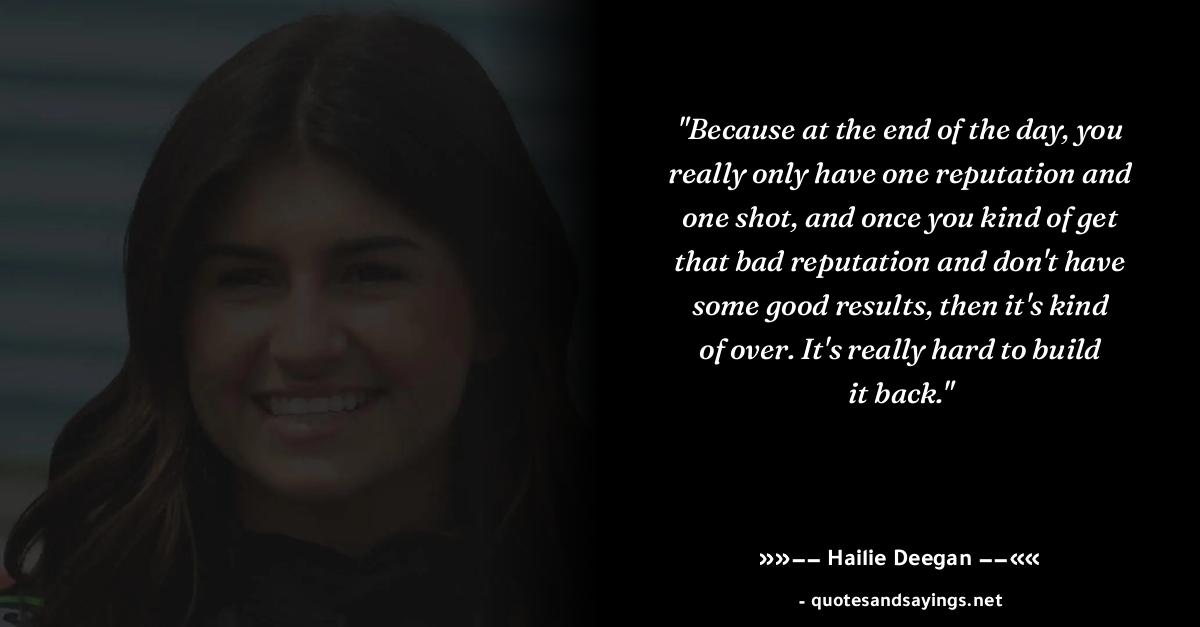 "Because at the end of the day, you
really only have one reputation and
one shot, and once you kind of get
that bad reputation and don't have
some good results, then it's kind
of over. It's really hard to build
it back."
»»–– Hailie Deegan ––««
- quotesandsayings.net